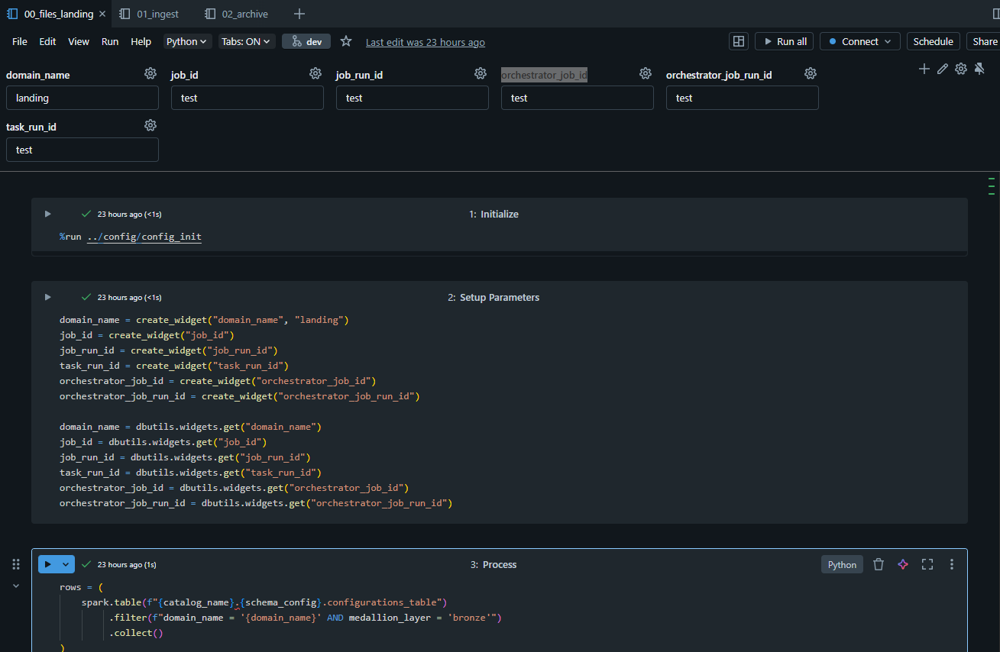 00_files_landing × 01_ingest 02_archive +
File Edit View Run Help Python Tabs: ON dev Last edit was 23 hours ago Run all Connect Schedule Share
domain_name job_id job_run_id orchestrator_job_id orchestrator_job_run_id
landing test test test test
task_run_id
test
23 hours ago (<1s) 1: Initialize
%run ../config/config_init
23 hours ago (<1s) 2: Setup Parameters
domain_name = create_widget("domain_name", "landing")
job_id = create_widget("job_id")
job_run_id = create_widget("job_run_id")
task_run_id = create_widget("task_run_id")
orchestrator_job_id = create_widget("orchestrator_job_id")
orchestrator_job_run_id = create_widget("orchestrator_job_run_id")
domain_name = dbutils.widgets.get("domain_name")
job_id = dbutils.widgets.get("job_id")
job_run_id = dbutils.widgets.get("job_run_id")
task_run_id = dbutils.widgets.get("task_run_id")
orchestrator_job_id = dbutils.widgets.get("orchestrator_job_id")
orchestrator_job_run_id = dbutils.widgets.get("orchestrator_job_run_id")
23 hours ago (1s) 3: Process Python
rows = (
spark.table(f"{catalog_name}.{schema_config}.configurations_table")
.filter(f"domain_name = '{domain_name}' AND medallion_layer = 'bronze'")
.collect()
)